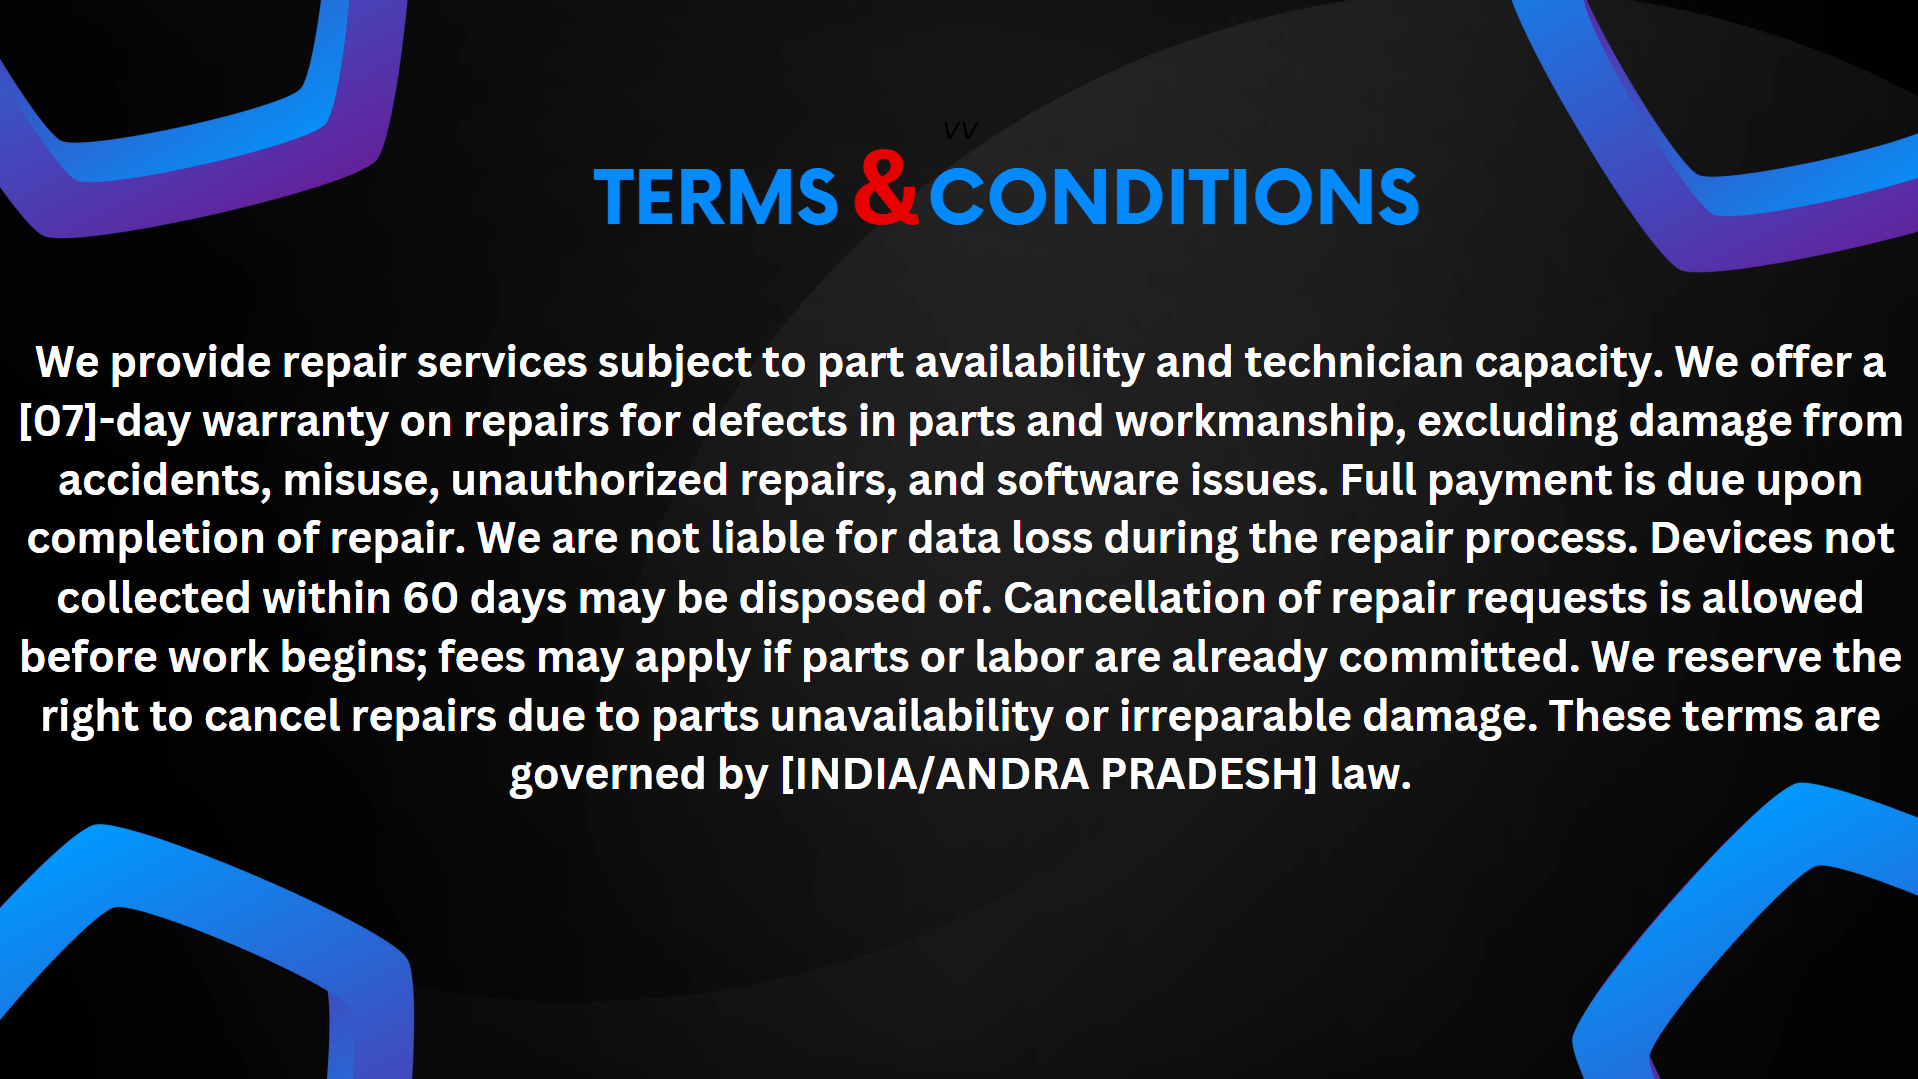 vv
TERMS & CONDITIONS
We provide repair services subject to part availability and technician capacity. We offer a
[07]-day warranty on repairs for defects in parts and workmanship, excluding damage from
accidents, misuse, unauthorized repairs, and software issues. Full payment is due upon
completion of repair. We are not liable for data loss during the repair process. Devices not
collected within 60 days may be disposed of. Cancellation of repair requests is allowed
before work begins; fees may apply if parts or labor are already committed. We reserve the
right to cancel repairs due to parts unavailability or irreparable damage. These terms are
governed by [INDIA/ANDRA PRADESH] law.